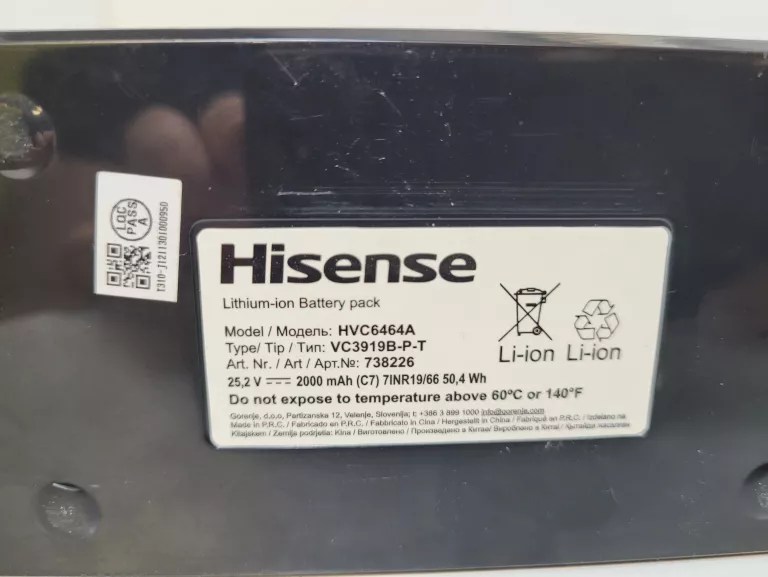 LQC
PASS
A
T310-J1211301000950
Hisense
Lithium-ion Battery pack
Model / Модель: HVC6464A
Type/ Tip / Тип: VC3919B-P-T
Art. Nr. / Art / Арт.№: 738226
25,2 V 2000 mAh (C7) 7INR19/66 50,4 Wh
Do not expose to temperature above 60ºC or 140°F
Gorenje, d.o.o, Partizanska 12, Velenje, Slovenija; t: +386 3 899 1000 info@gorenje.com
Made in P.R.C. / Fabricado en P.R.C. / Fabbricato in Cina / Hergestellt in China / Fabriqué en P.R.C. / Izdelano na
Kitajskem / Zemlja podrijetla: Kina / Виготовлено / Произведено в Китае/ Вироблено в Китаї /
Li-ion Li-ion